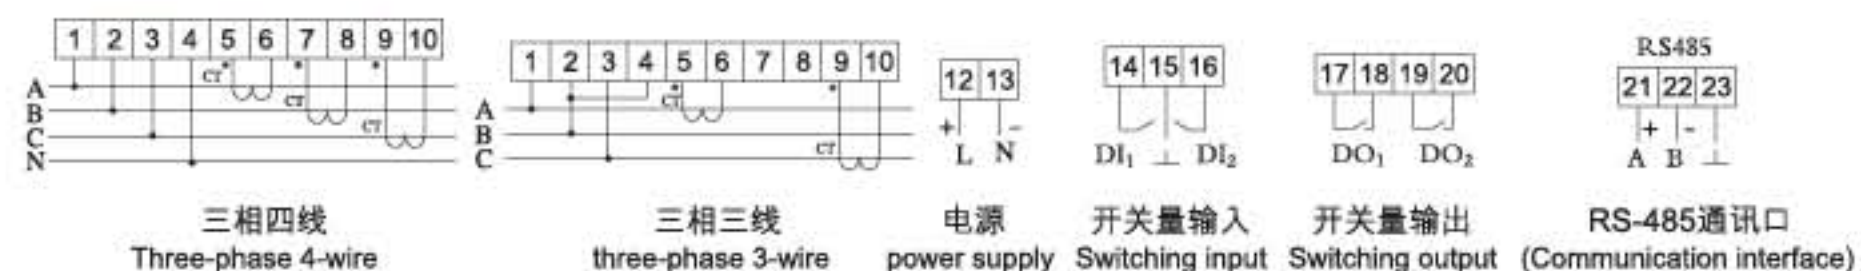 1 2 3 4 5 6 7 8 9 10
CT
CT
CT
A
B
C
N
三相四线
Three-phase 4-wire
1 2 3 4 5 6 7 8 9 10
CT
CT
A
B
C
三相三线
three-phase 3-wire
12 13
+ -
L N
电源
power supply
14 15 16
DI₁ ⊥ DI₂
开关量输入
Switching input
17 18 19 20
DO₁ DO₂
开关量输出
Switching output
RS485
21 22 23
+ -
A B ⊥
RS-485通讯口
(Communication interface)